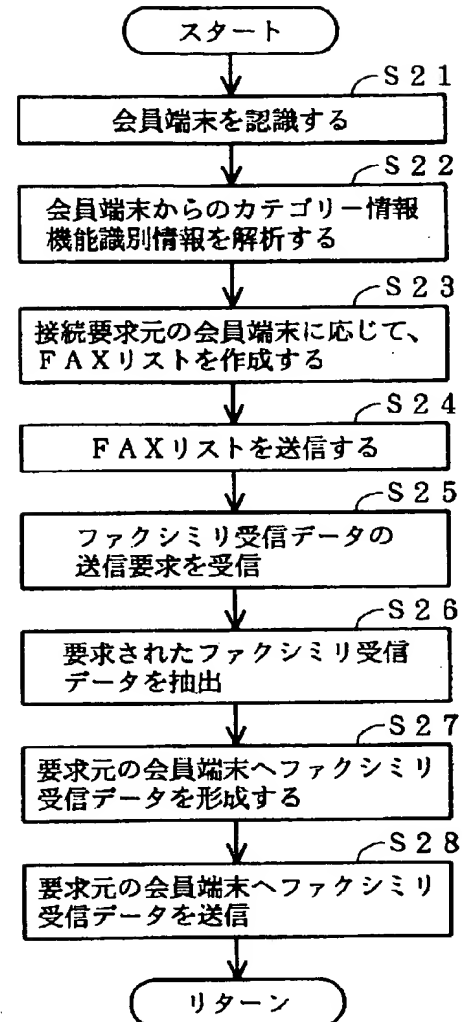 スタート
S21
会員端末を認識する
S22
会員端末からのカテゴリー情報
機能識別情報を解析する
S23
接続要求元の会員端末に応じて、
FAXリストを作成する
S24
FAXリストを送信する
S25
ファクシミリ受信データの
送信要求を受信
S26
要求されたファクシミリ受信
データを抽出
S27
要求元の会員端末へファクシミリ
受信データを形成する
S28
要求元の会員端末へファクシミリ
受信データを送信
リターン